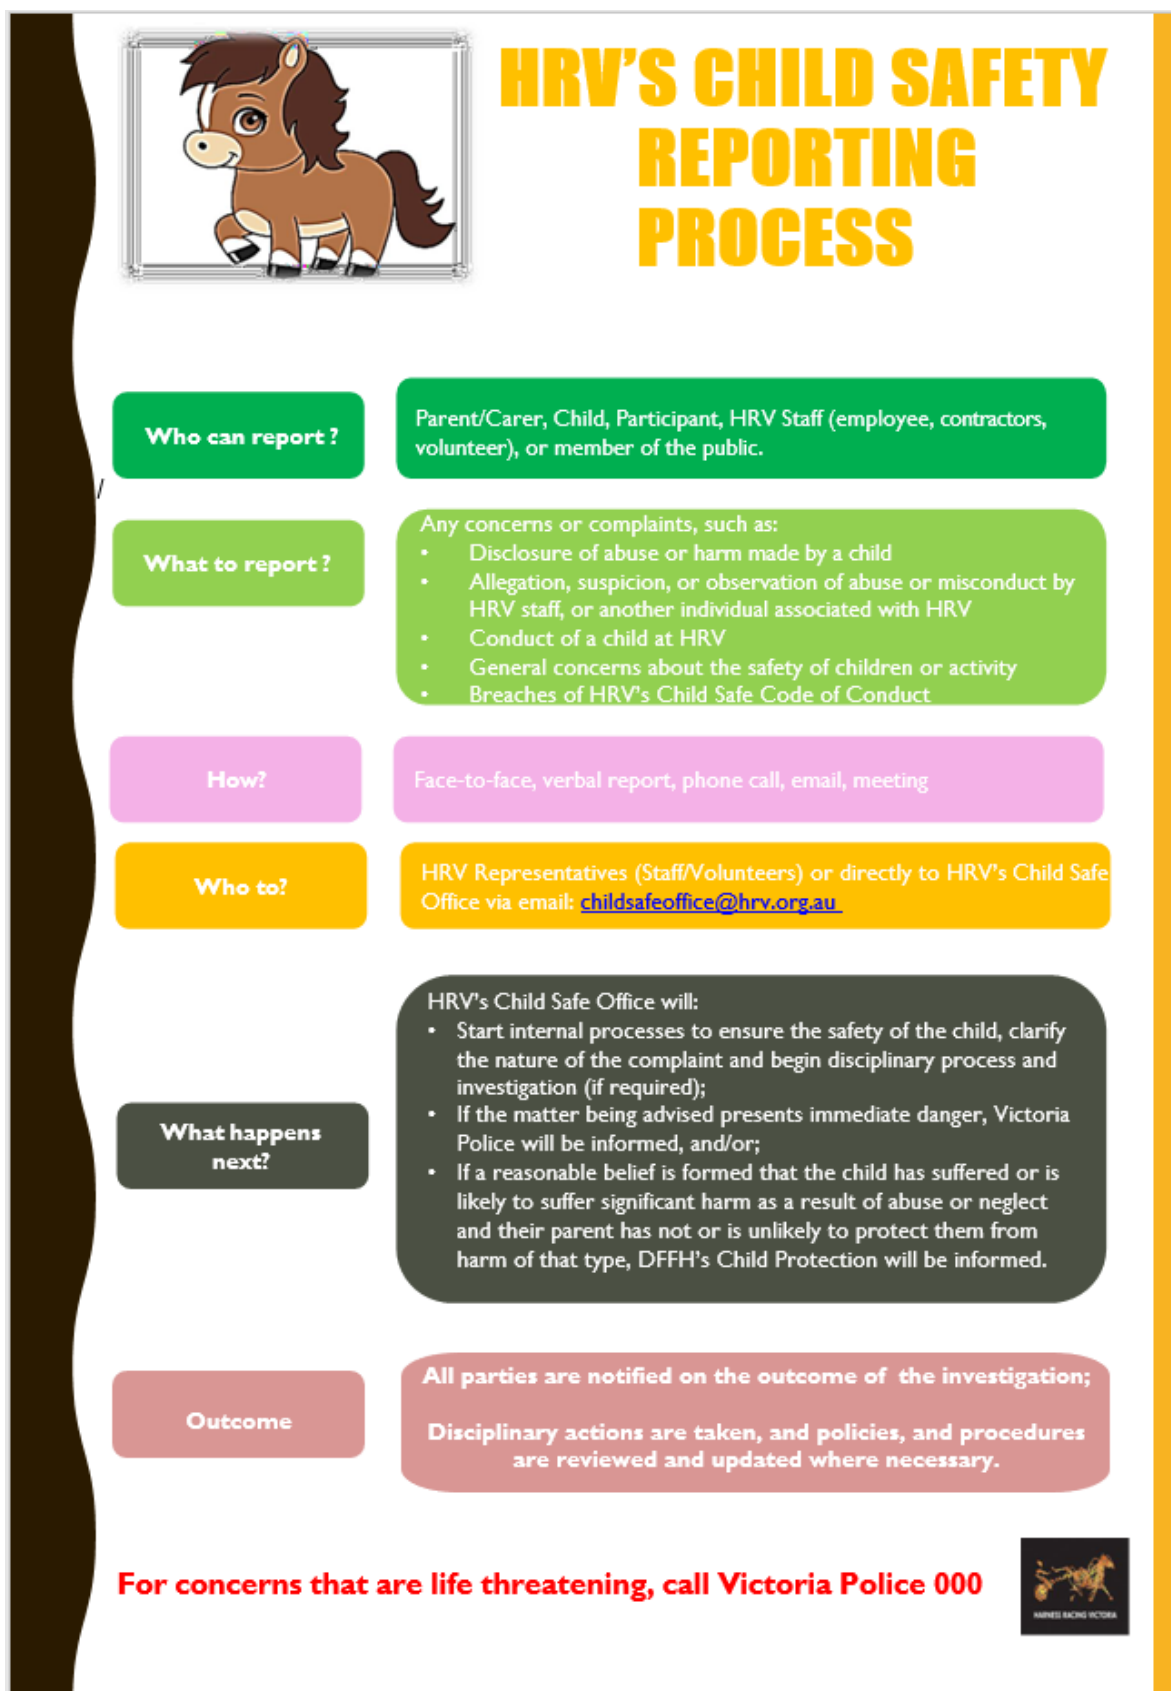 HRV'S CHILD SAFETY
REPORTING
PROCESS
Who can report ?
Parent/Carer, Child, Participant, HRV Staff (employee, contractors,
volunteer), or member of the public.
/
What to report ?
Any concerns or complaints, such as:
• Disclosure of abuse or harm made by a child
• Allegation, suspicion, or observation of abuse or misconduct by
HRV staff, or another individual associated with HRV
• Conduct of a child at HRV
• General concerns about the safety of children or activity
• Breaches of HRV's Child Safe Code of Conduct
How?
Face-to-face, verbal report, phone call, email, meeting
Who to?
HRV Representatives (Staff/Volunteers) or directly to HRV's Child Safe
Office via email: childsafeoffice@hrv.org.au
What happens
next?
HRV's Child Safe Office will:
• Start internal processes to ensure the safety of the child, clarify
the nature of the complaint and begin disciplinary process and
investigation (if required);
• If the matter being advised presents immediate danger, Victoria
Police will be informed, and/or;
• If a reasonable belief is formed that the child has suffered or is
likely to suffer significant harm as a result of abuse or neglect
and their parent has not or is unlikely to protect them from
harm of that type, DFFH's Child Protection will be informed.
Outcome
All parties are notified on the outcome of the investigation;
Disciplinary actions are taken, and policies, and procedures
are reviewed and updated where necessary.
For concerns that are life threatening, call Victoria Police 000
HARNESS RACING VICTORIA